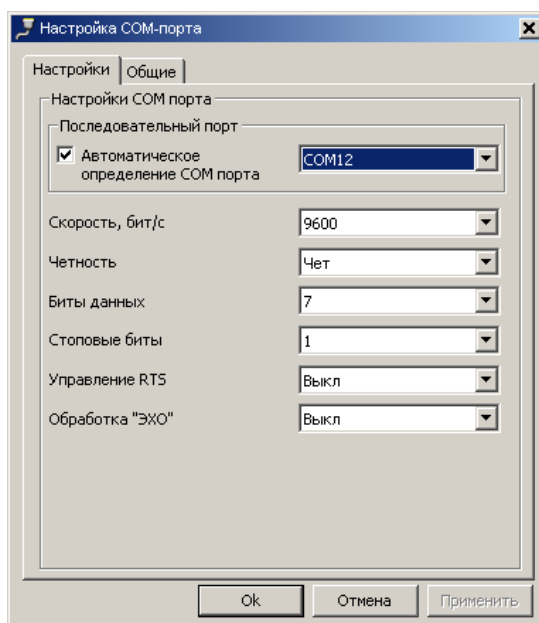 Настройка COM-порта
Настройки
Общие
Настройки COM порта
Последовательный порт
Автоматическое
определение COM порта
COM12
Скорость, бит/с
9600
Четность
Чет
Биты данных
7
Стоповые биты
1
Управление RTS
Выкл
Обработка "ЭХО"
Выкл
Ok
Отмена
Применить